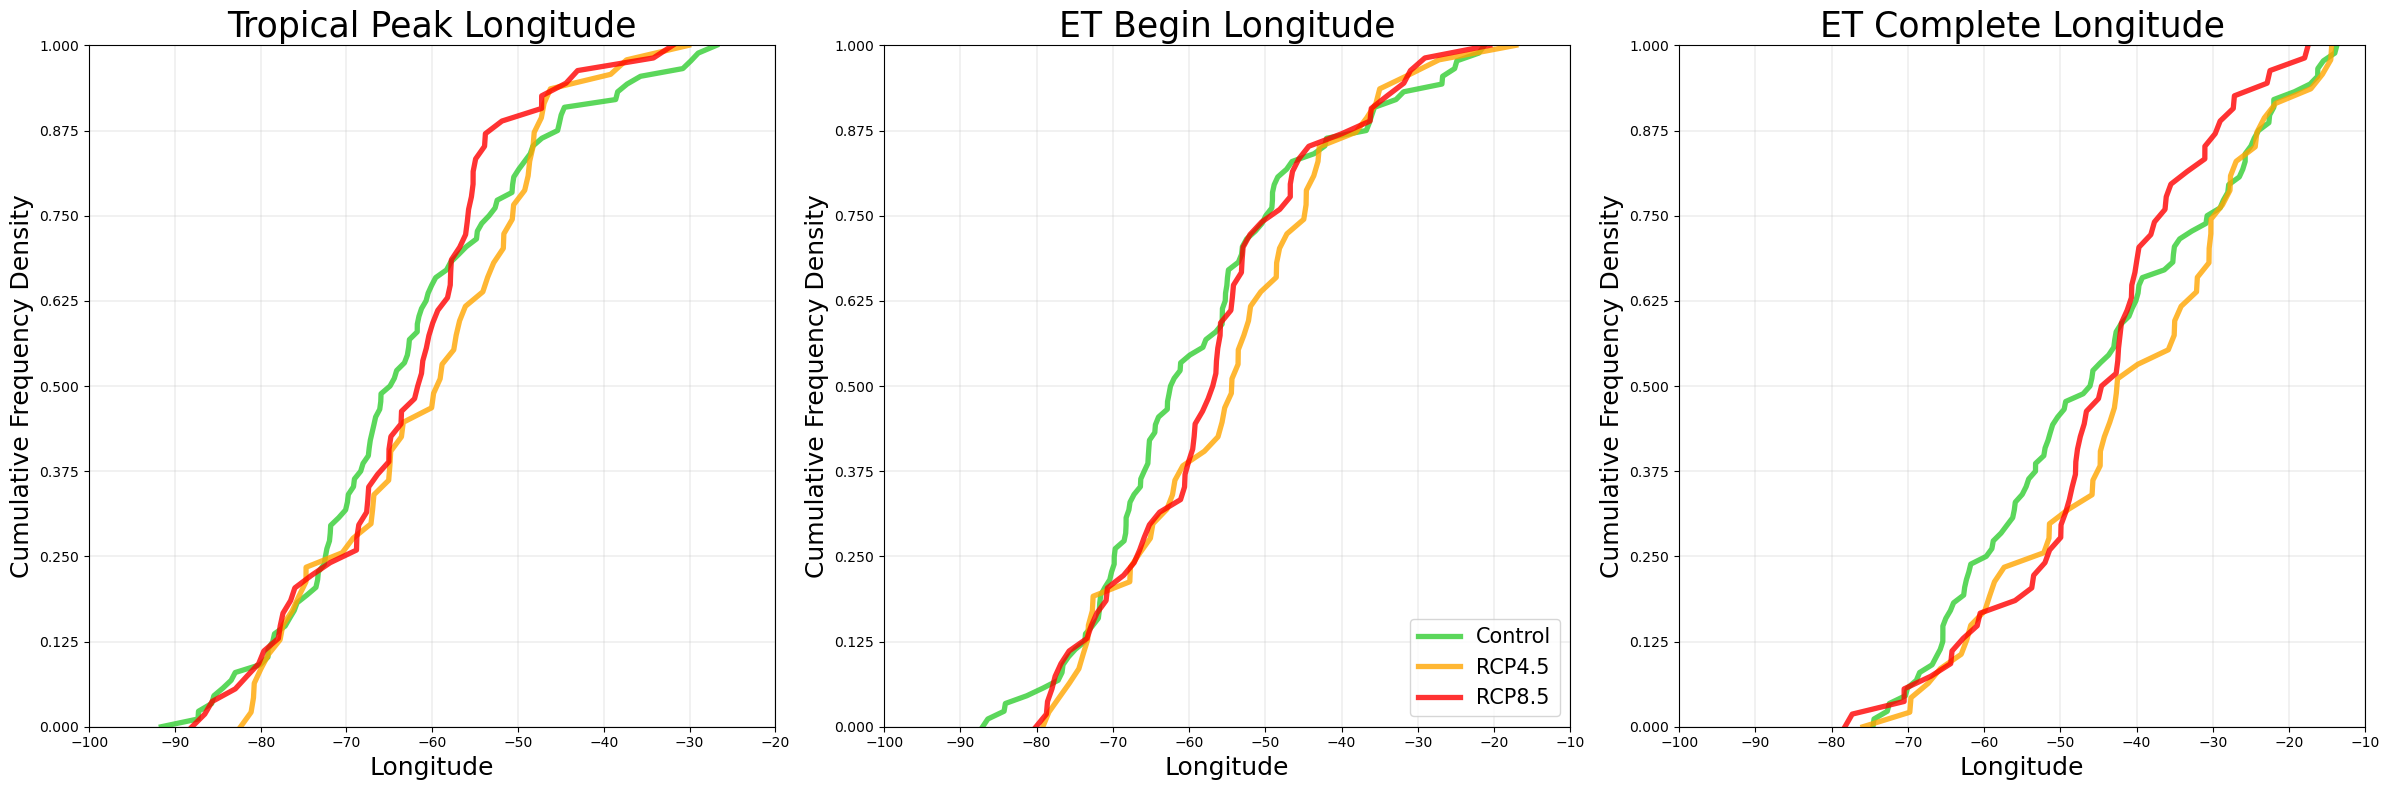 Tropical Peak Longitude
Cumulative Frequency Density
1.000
0.875
0.750
0.625
0.500
0.375
0.250
0.125
0.000
−100 −90 −80 −70 −60 −50 −40 −30 −20
Longitude
ET Begin Longitude
Cumulative Frequency Density
1.000
0.875
0.750
0.625
0.500
0.375
0.250
0.125
0.000
Control
RCP4.5
RCP8.5
−100 −90 −80 −70 −60 −50 −40 −30 −20 −10
Longitude
ET Complete Longitude
Cumulative Frequency Density
1.000
0.875
0.750
0.625
0.500
0.375
0.250
0.125
0.000
−100 −90 −80 −70 −60 −50 −40 −30 −20 −10
Longitude